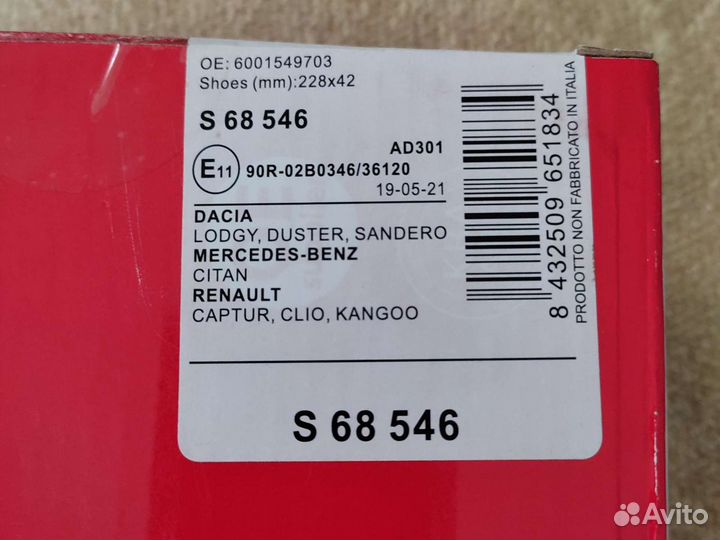 OE: 6001549703
Shoes (mm):228x42
S 68 546
AD301
E11 90R-02B0346/36120
19-05-21
DACIA
LODGY, DUSTER, SANDERO
MERCEDES-BENZ
CITAN
RENAULT
CAPTUR, CLIO, KANGOO
8 432509 651834
PRODOTTO NON FABBRICATO IN ITALIA
S 68 546
Avito